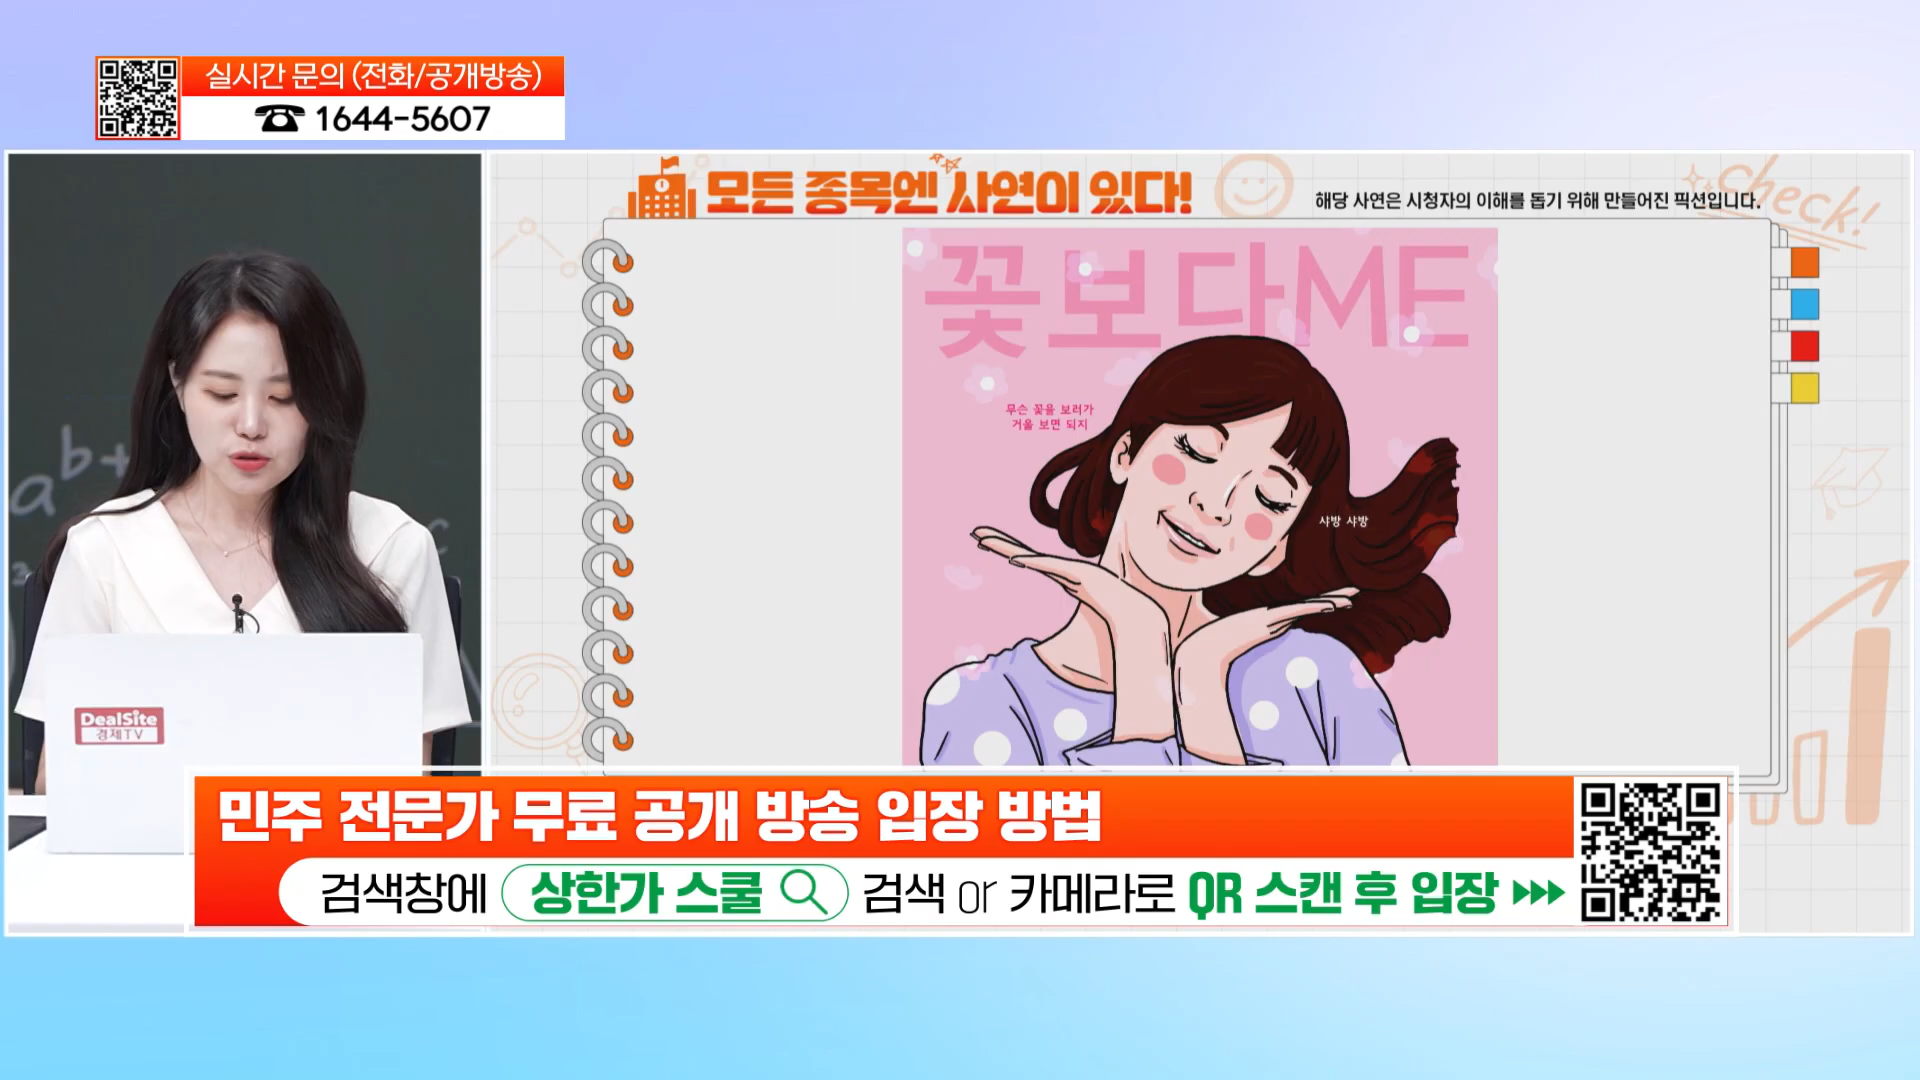 실시간 문의 (전화/공개방송)
☎ 1644-5607
모든 종목엔 사연이 있다!
해당 사연은 시청자의 이해를 돕기 위해 만들어진 픽션입니다.
check!
꽃보다ME
무슨 꽃을 보러가
거울 보면 되지
샤방 샤방
a b +
c
DealSite
경제TV
민주 전문가 무료 공개 방송 입장 방법
검색창에 상한가 스쿨 검색 or 카메라로 QR 스캔 후 입장